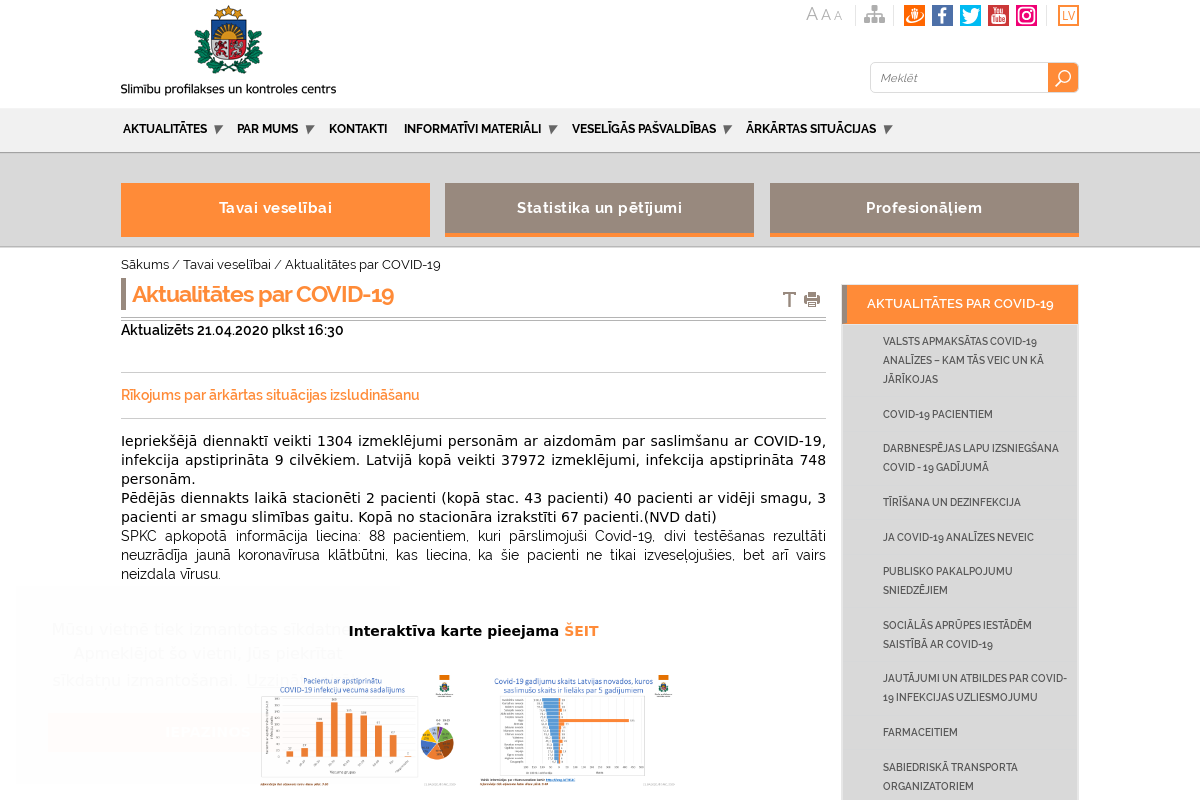 A A A
You Tube
LV
Slimību profilakses un kontroles centrs
Meklēt
AKTUALITĀTES PAR MUMS KONTAKTI INFORMATĪVI MATERIĀLI VESELĪGĀS PAŠVALDĪBAS ĀRKĀRTAS SITUĀCIJAS
Tavai veselībai
Statistika un pētījumi
Profesionāļiem
Sākums / Tavai veselībai / Aktualitātes par COVID-19
Aktualitātes par COVID-19
Aktualizēts 21.04.2020 plkst 16:30
Rīkojums par ārkārtas situācijas izsludināšanu
Iepriekšējā diennaktī veikti 1304 izmeklējumi personām ar aizdomām par saslimšanu ar COVID-19,
infekcija apstiprināta 9 cilvēkiem. Latvijā kopā veikti 37972 izmeklējumi, infekcija apstiprināta 748
personām.
Pēdējās diennakts laikā stacionēti 2 pacienti (kopā stac. 43 pacienti) 40 pacienti ar vidēji smagu, 3
pacienti ar smagu slimības gaitu. Kopā no stacionāra izrakstīti 67 pacienti.(NVD dati)
SPKC apkopotā informācija liecina: 88 pacientiem, kuri pārslimojuši Covid-19, divi testēšanas rezultāti
neuzrādīja jaunā koronavīrusa klātbūtni, kas liecina, ka šie pacienti ne tikai izveseļojušies, bet arī vairs
neizdala vīrusu.
Interaktīva karte pieejama ŠEIT
Pacientu ar apstiprinātu
COVID-19 infekciju vecuma sadalījums
Covid-19 gadījumu skaits Latvijas novados, kuros
saslimušo skaits ir lielāks par 5 gadījumiem
AKTUALITĀTES PAR COVID-19
VALSTS APMAKSĀTAS COVID-19
ANALĪZES – KAM TĀS VEIC UN KĀ
JĀRĪKOJAS
COVID-19 PACIENTIEM
DARBNESPĒJAS LAPU IZSNIEGŠANA
COVID - 19 GADĪJUMĀ
TĪRĪŠANA UN DEZINFEKCIJA
JA COVID-19 ANALĪZES NEVEIC
PUBLISKO PAKALPOJUMU
SNIEDZĒJIEM
SOCIĀLĀS APRŪPES IESTĀDĒM
SAISTĪBĀ AR COVID-19
JAUTĀJUMI UN ATBILDES PAR COVID-
19 INFEKCIJAS UZLIESMOJUMU
FARMACEITIEM
SABIEDRISKĀ TRANSPORTA
ORGANIZATORIEM